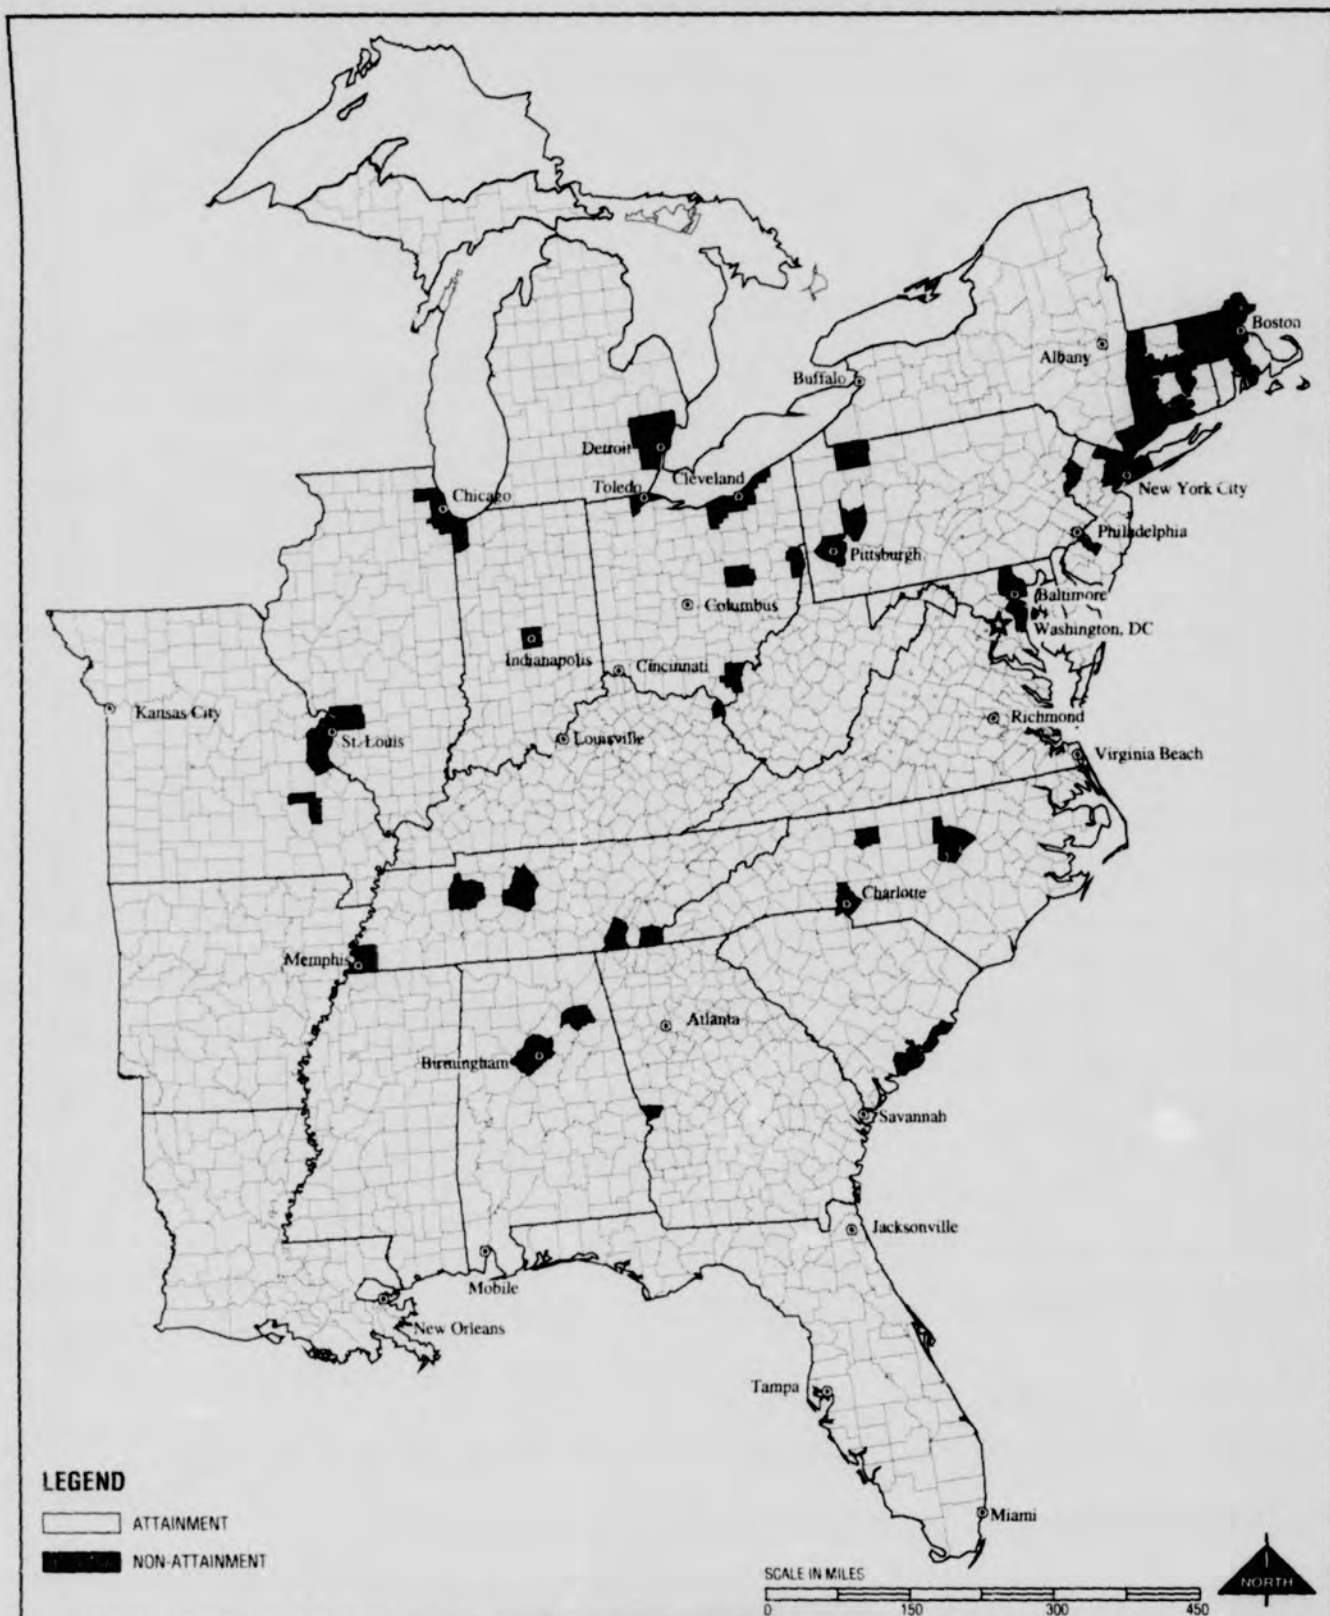 Boston
Albany
Buffalo
Detroit
Cleveland
Toledo
Chicago
New York City
Philadelphia
Pittsburgh
Baltimore
Columbus
Washington, DC
Indianapolis
Cincinnati
Kansas City
Richmond
St. Louis
Louisville
Virginia Beach
Charlotte
Memphis
Atlanta
Birmingham
Savannah
Jacksonville
Mobile
New Orleans
Tampa
LEGEND
ATTAINMENT
Miami
NON-ATTAINMENT
SCALE IN MILES
NORTH
0 150 300 450